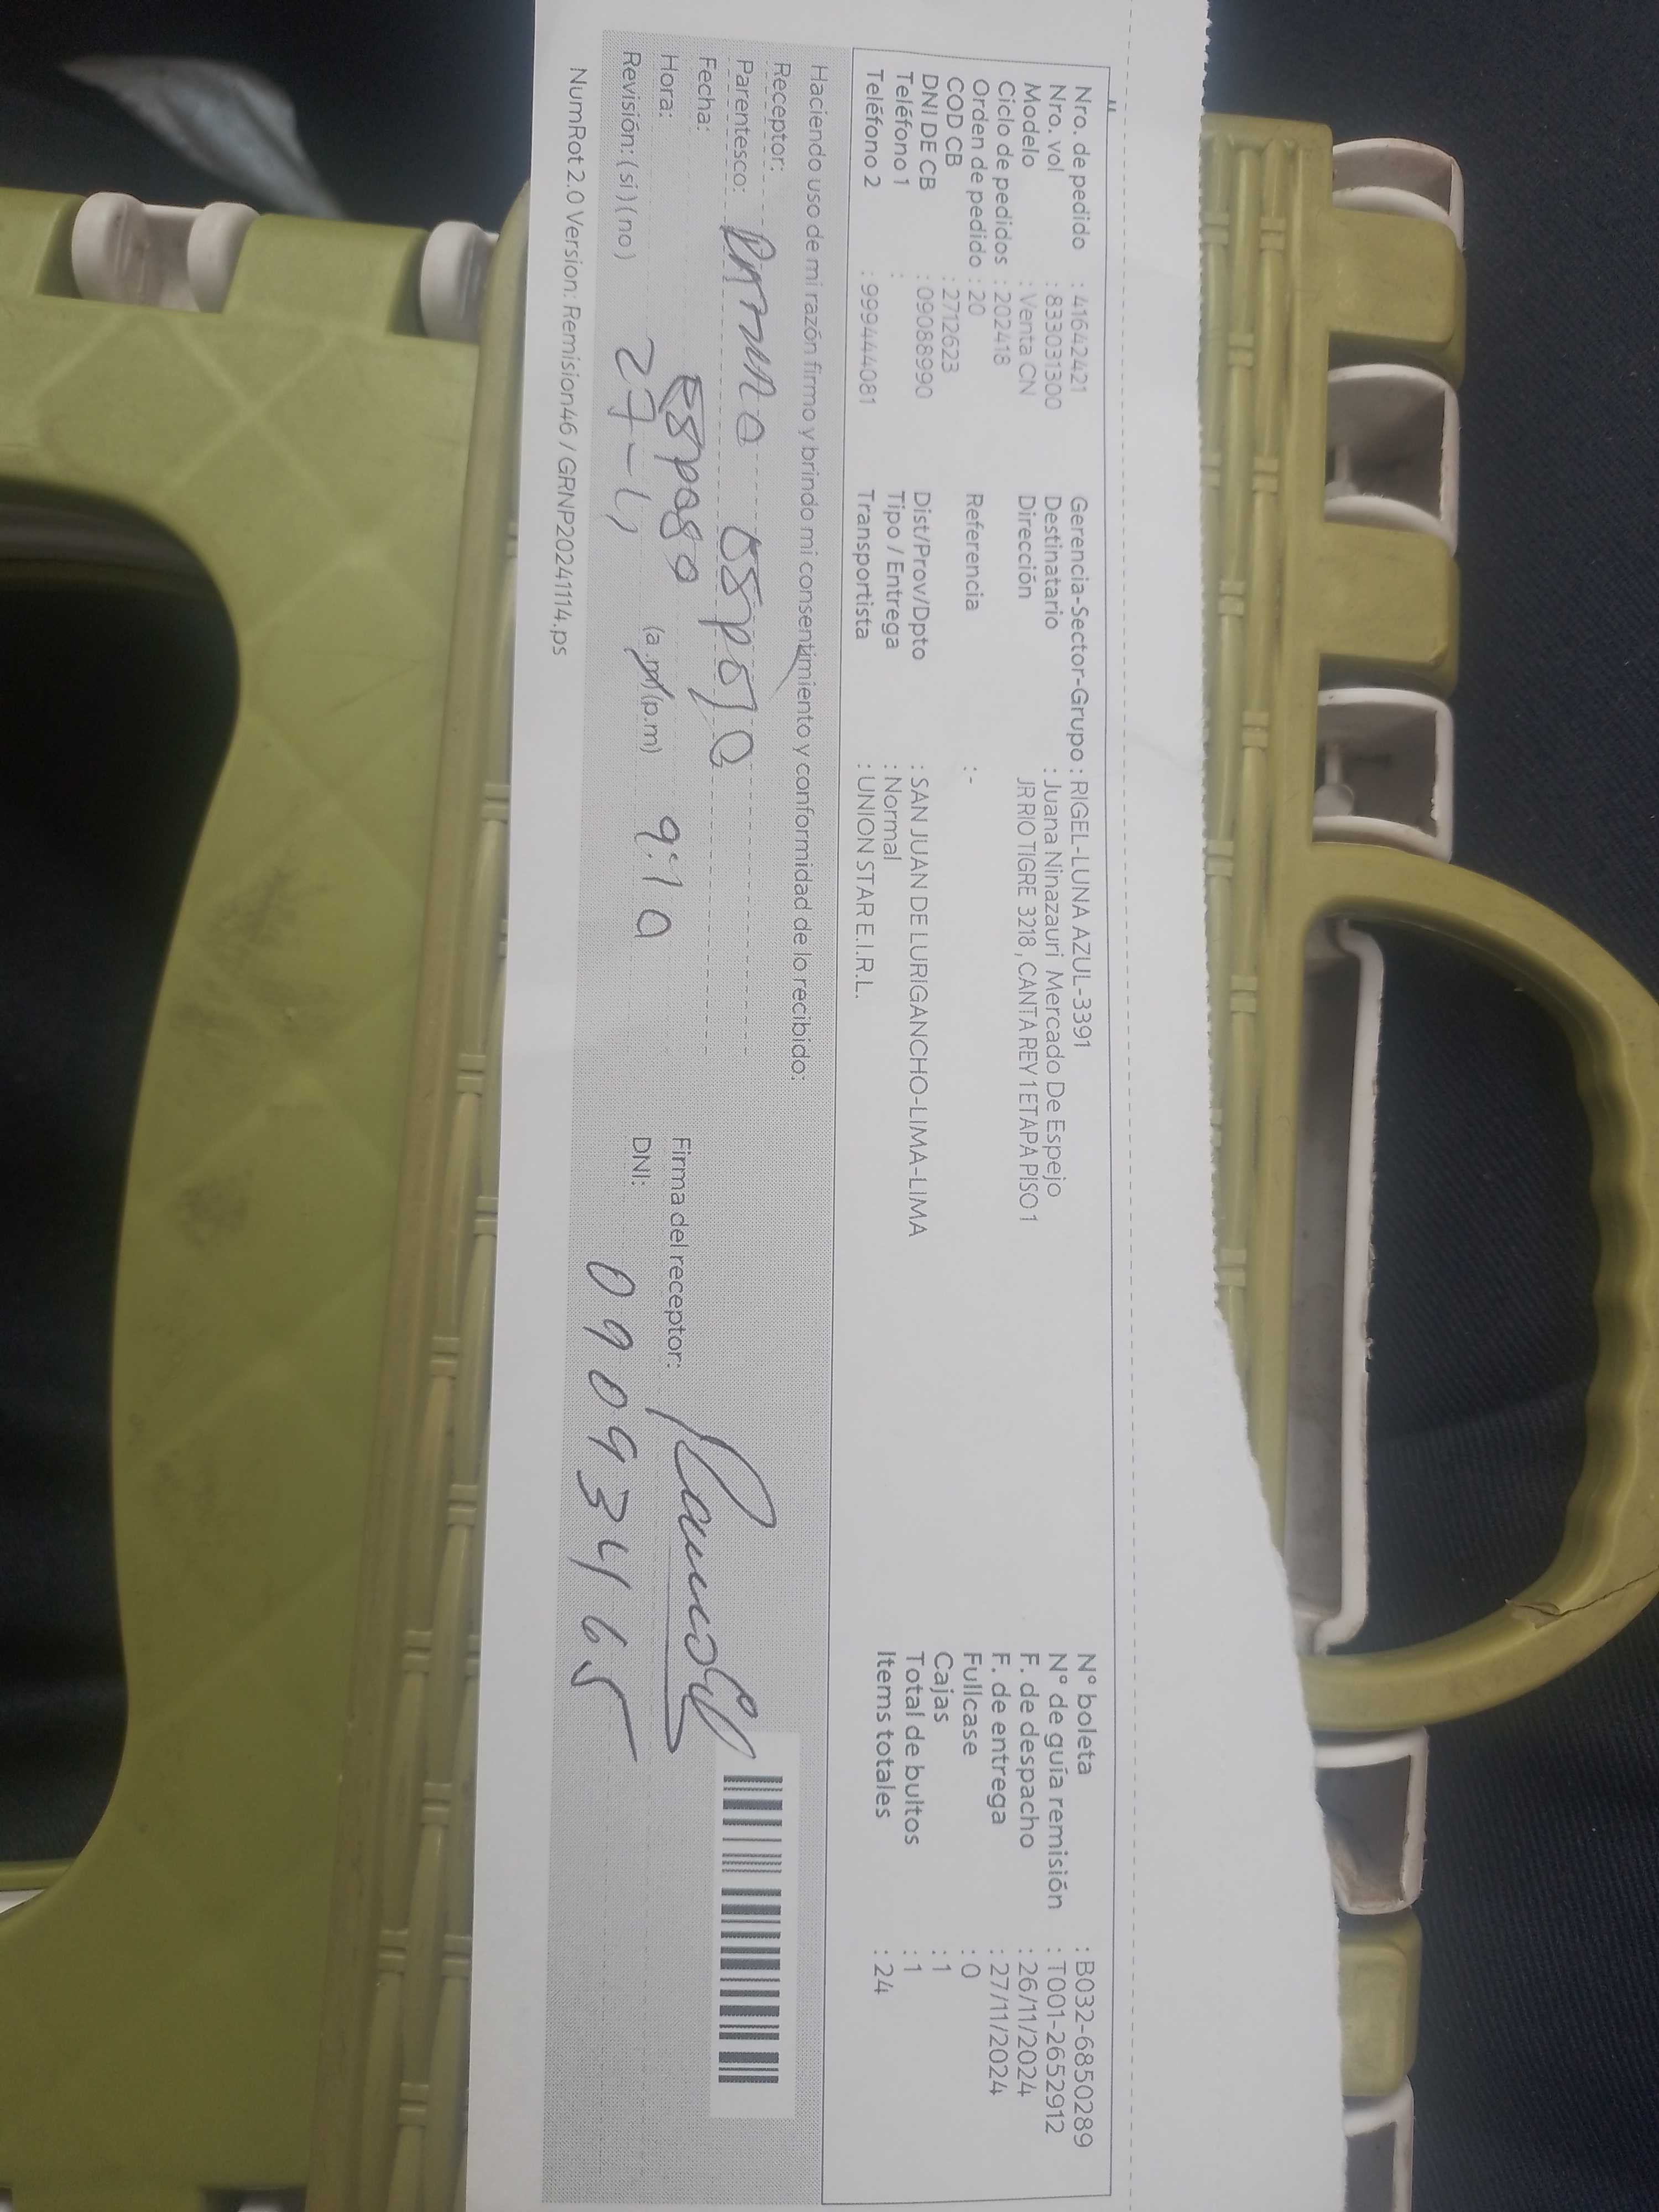 Nro. de pedido : 41642421
Nro. vol : 833031300
Modelo : Venta CN
Ciclo de pedidos : 202418
Orden de pedido : 20
COD CB : 2712623
DNI DE CB : 09088990
Teléfono 1 :
Teléfono 2 : 999444081
Gerencia-Sector-Grupo : RIGEL-LUNA AZUL-3391
Destinatario : Juana Ninazauri Mercado De Espejo
Dirección JR RIO TIGRE 3218 , CANTA REY 1 ETAPA PISO 1
Referencia :-
Dist/Prov/Dpto : SAN JUAN DE LURIGANCHO-LIMA-LIMA
Tipo / Entrega : Normal
Transportista : UNION STAR E.I.R.L.
N° boleta : B032-6850289
N° de guía remisión : T001-2652912
F. de despacho : 26/11/2024
F. de entrega : 27/11/2024
Fullcase : 0
Cajas : 1
Total de bultos : 1
Items totales : 24
Haciendo uso de mi razón firmo y brindo mi consentimiento y conformidad de lo recibido:
Receptor:
Parentesco: Esposo
Fecha: 27-11
Hora: (a.m)(p.m) 9:10
Revisión: ( si ) ( no )
Firma del receptor:
DNI: 09093465
NumRot 2.0 Version: Remision46 / GRNP20241114.ps